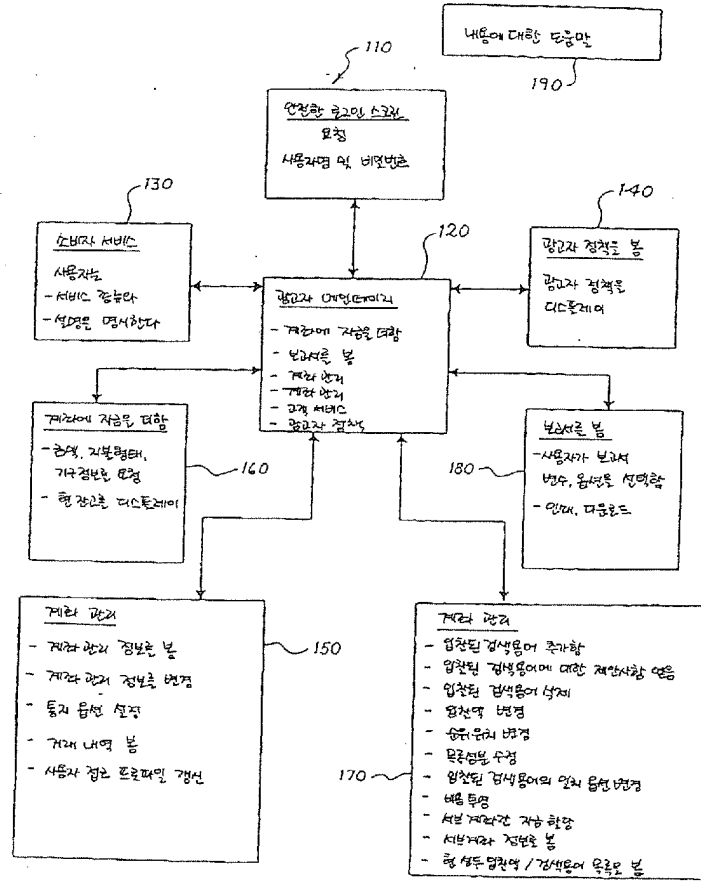 내용에 대한 도움말
190
110
안전한 로그인 스크린
요청
사용자명 및 비밀번호
130
소비자 서비스
사용자는
- 서비스 종류와
- 설명을 명시한다
140
광고자 정책을 봄
광고자 정책을
디스플레이
120
광고자 메인페이지
- 계좌에 자금을 더함
- 보고서를 봄
- 계좌 관리
- 계좌 관리
- 고객 서비스
- 광고자 정책
계좌에 자금을 더함
- 총액, 지불형태,
기구정보를 요청
- 현 잔고를 디스플레이
160
보고서를 봄
- 사용자가 보고서
변수, 옵션을 선택함
- 인쇄, 다운로드
180
계좌 관리
- 계좌 관리 정보를 봄
- 계좌 관리 정보를 변경
- 통지 옵션 설정
- 거래 내역 봄
- 사용자 접근 프로파일 갱신
150
계좌 관리
- 입찰된 검색용어 추가함
- 입찰된 검색용어에 대한 제안사항 얻음
- 입찰된 검색용어 삭제
- 입찰액 변경
- 순위위치 변경
- 목록성분 수정
- 입찰된 검색용어의 일치 옵션 변경
- 비용 투영
- 서브계좌간 자금 할당
- 서브계좌 정보를 봄
- 현 선두 입찰액 / 검색용어 목록을 봄
170